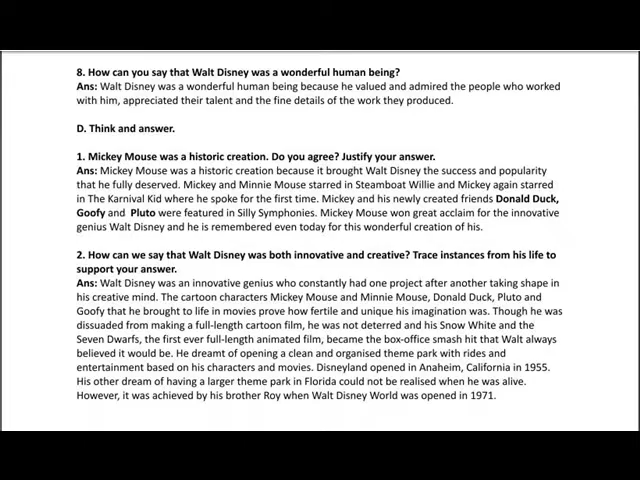 8. How can you say that Walt Disney was a wonderful human being?
Ans: Walt Disney was a wonderful human being because he valued and admired the people who worked
with him, appreciated their talent and the fine details of the work they produced.
D. Think and answer.
1. Mickey Mouse was a historic creation. Do you agree? Justify your answer.
Ans: Mickey Mouse was a historic creation because it brought Walt Disney the success and popularity
that he fully deserved. Mickey and Minnie Mouse starred in Steamboat Willie and Mickey again starred
in The Karnival Kid where he spoke for the first time. Mickey and his newly created friends Donald Duck,
Goofy and Pluto were featured in Silly Symphonies. Mickey Mouse won great acclaim for the innovative
genius Walt Disney and he is remembered even today for this wonderful creation of his.
2. How can we say that Walt Disney was both innovative and creative? Trace instances from his life to
support your answer.
Ans: Walt Disney was an innovative genius who constantly had one project after another taking shape in
his creative mind. The cartoon characters Mickey Mouse and Minnie Mouse, Donald Duck, Pluto and
Goofy that he brought to life in movies prove how fertile and unique his imagination was. Though he was
dissuaded from making a full-length cartoon film, he was not deterred and his Snow White and the
Seven Dwarfs, the first ever full-length animated film, became the box-office smash hit that Walt always
believed it would be. He dreamt of opening a clean and organised theme park with rides and
entertainment based on his characters and movies. Disneyland opened in Anaheim, California in 1955.
His other dream of having a larger theme park in Florida could not be realised when he was alive.
However, it was achieved by his brother Roy when Walt Disney World was opened in 1971.